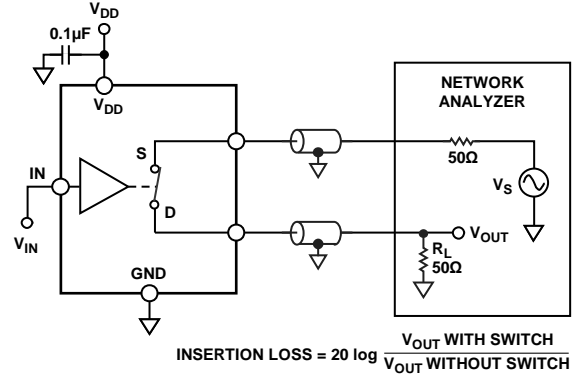 VDD
0.1µF
VDD
NETWORK
ANALYZER
S
50Ω
IN
VS
D
VOUT
VIN
RL
50Ω
GND
INSERTION LOSS = 20 log VOUT WITH SWITCH
VOUT WITHOUT SWITCH